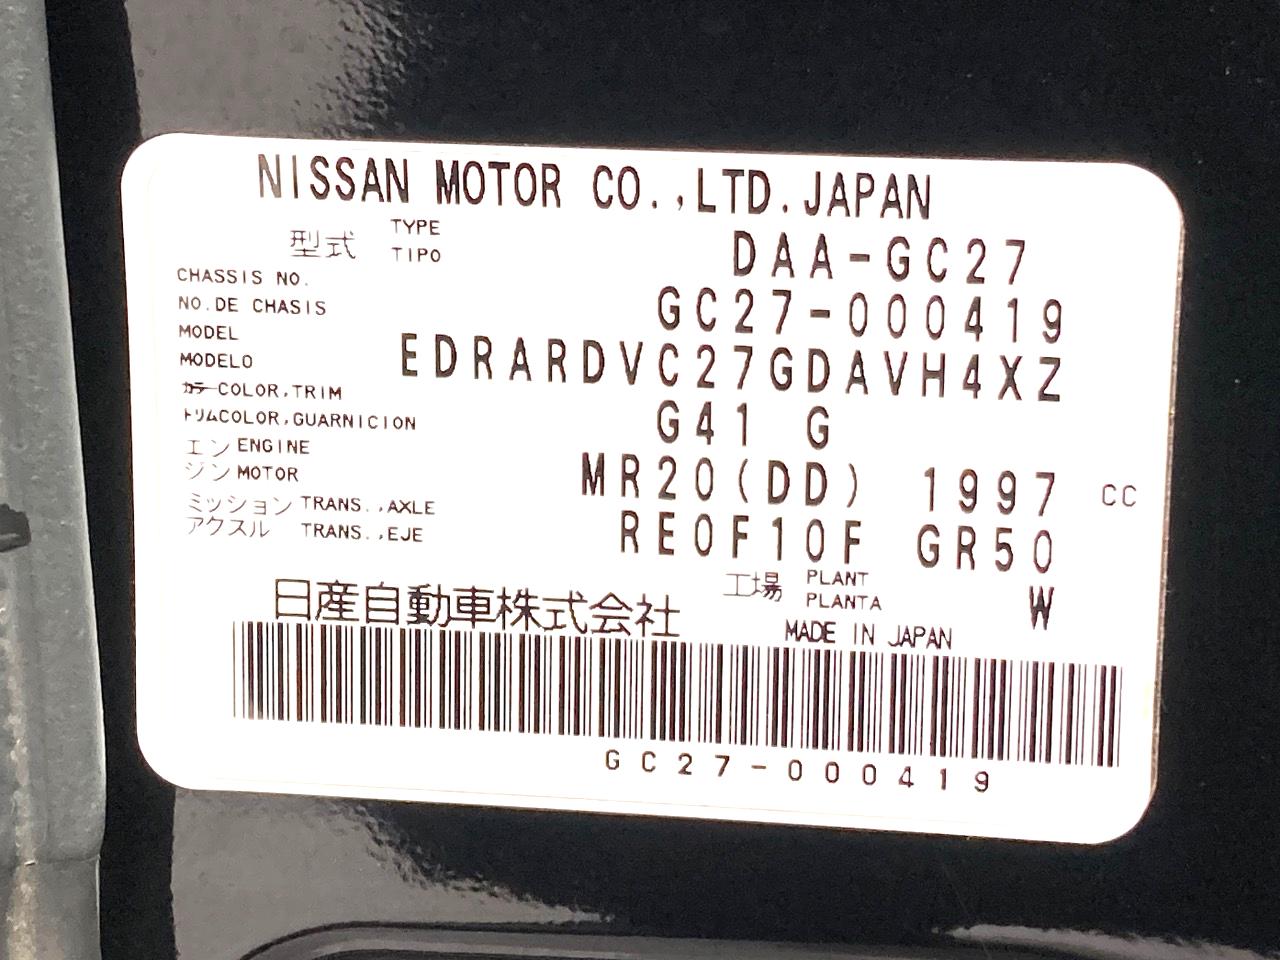 NISSAN MOTOR CO.,LTD.JAPAN
型式 TYPE TIPO DAA-GC27
CHASSIS NO. NO.DE CHASIS GC27-000419
MODEL MODELO EDRARDVC27GDAVH4XZ
カラー COLOR,TRIM
トリム COLOR,GUARNICION G41 G
エンジン ENGINE MOTOR MR20(DD) 1997 CC
ミッション TRANS.,AXLE
アクスル TRANS.,EJE RE0F10F GR50
工場 PLANT PLANTA W
日産自動車株式会社 MADE IN JAPAN
GC27-000419